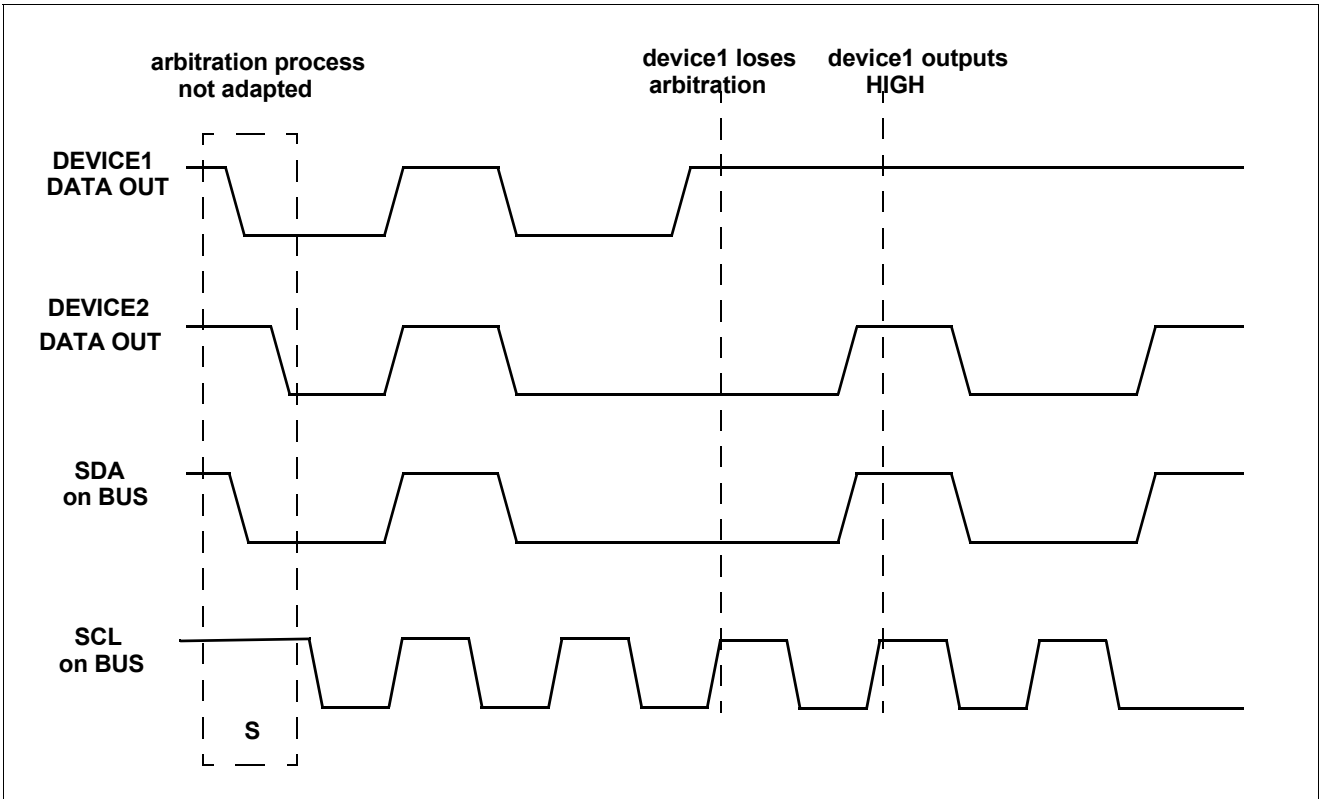 arbitration process
not adapted
device1 loses
arbitration
device1 outputs
HIGH
DEVICE1
DATA OUT
DEVICE2
DATA OUT
SDA
on BUS
SCL
on BUS
S